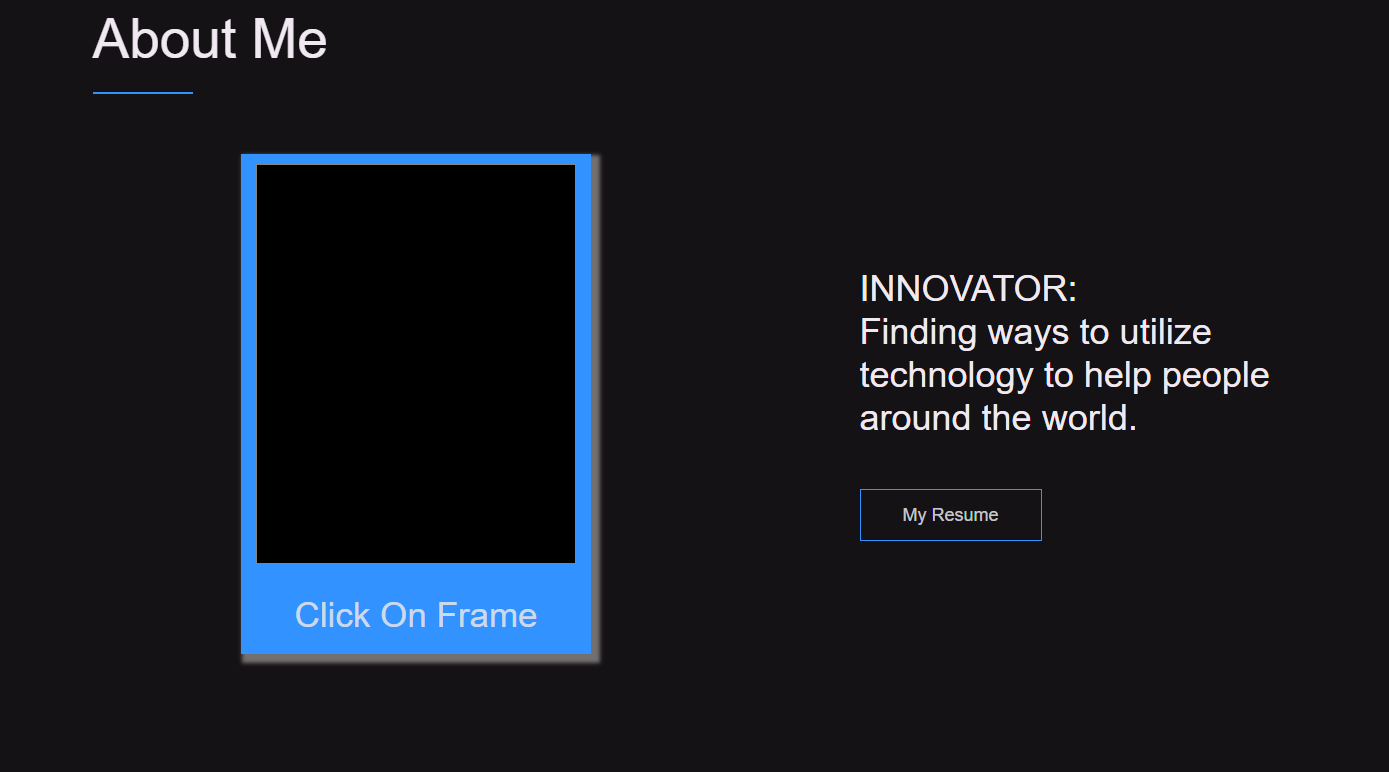 About Me
Click On Frame
INNOVATOR:
Finding ways to utilize
technology to help people
around the world.
My Resume